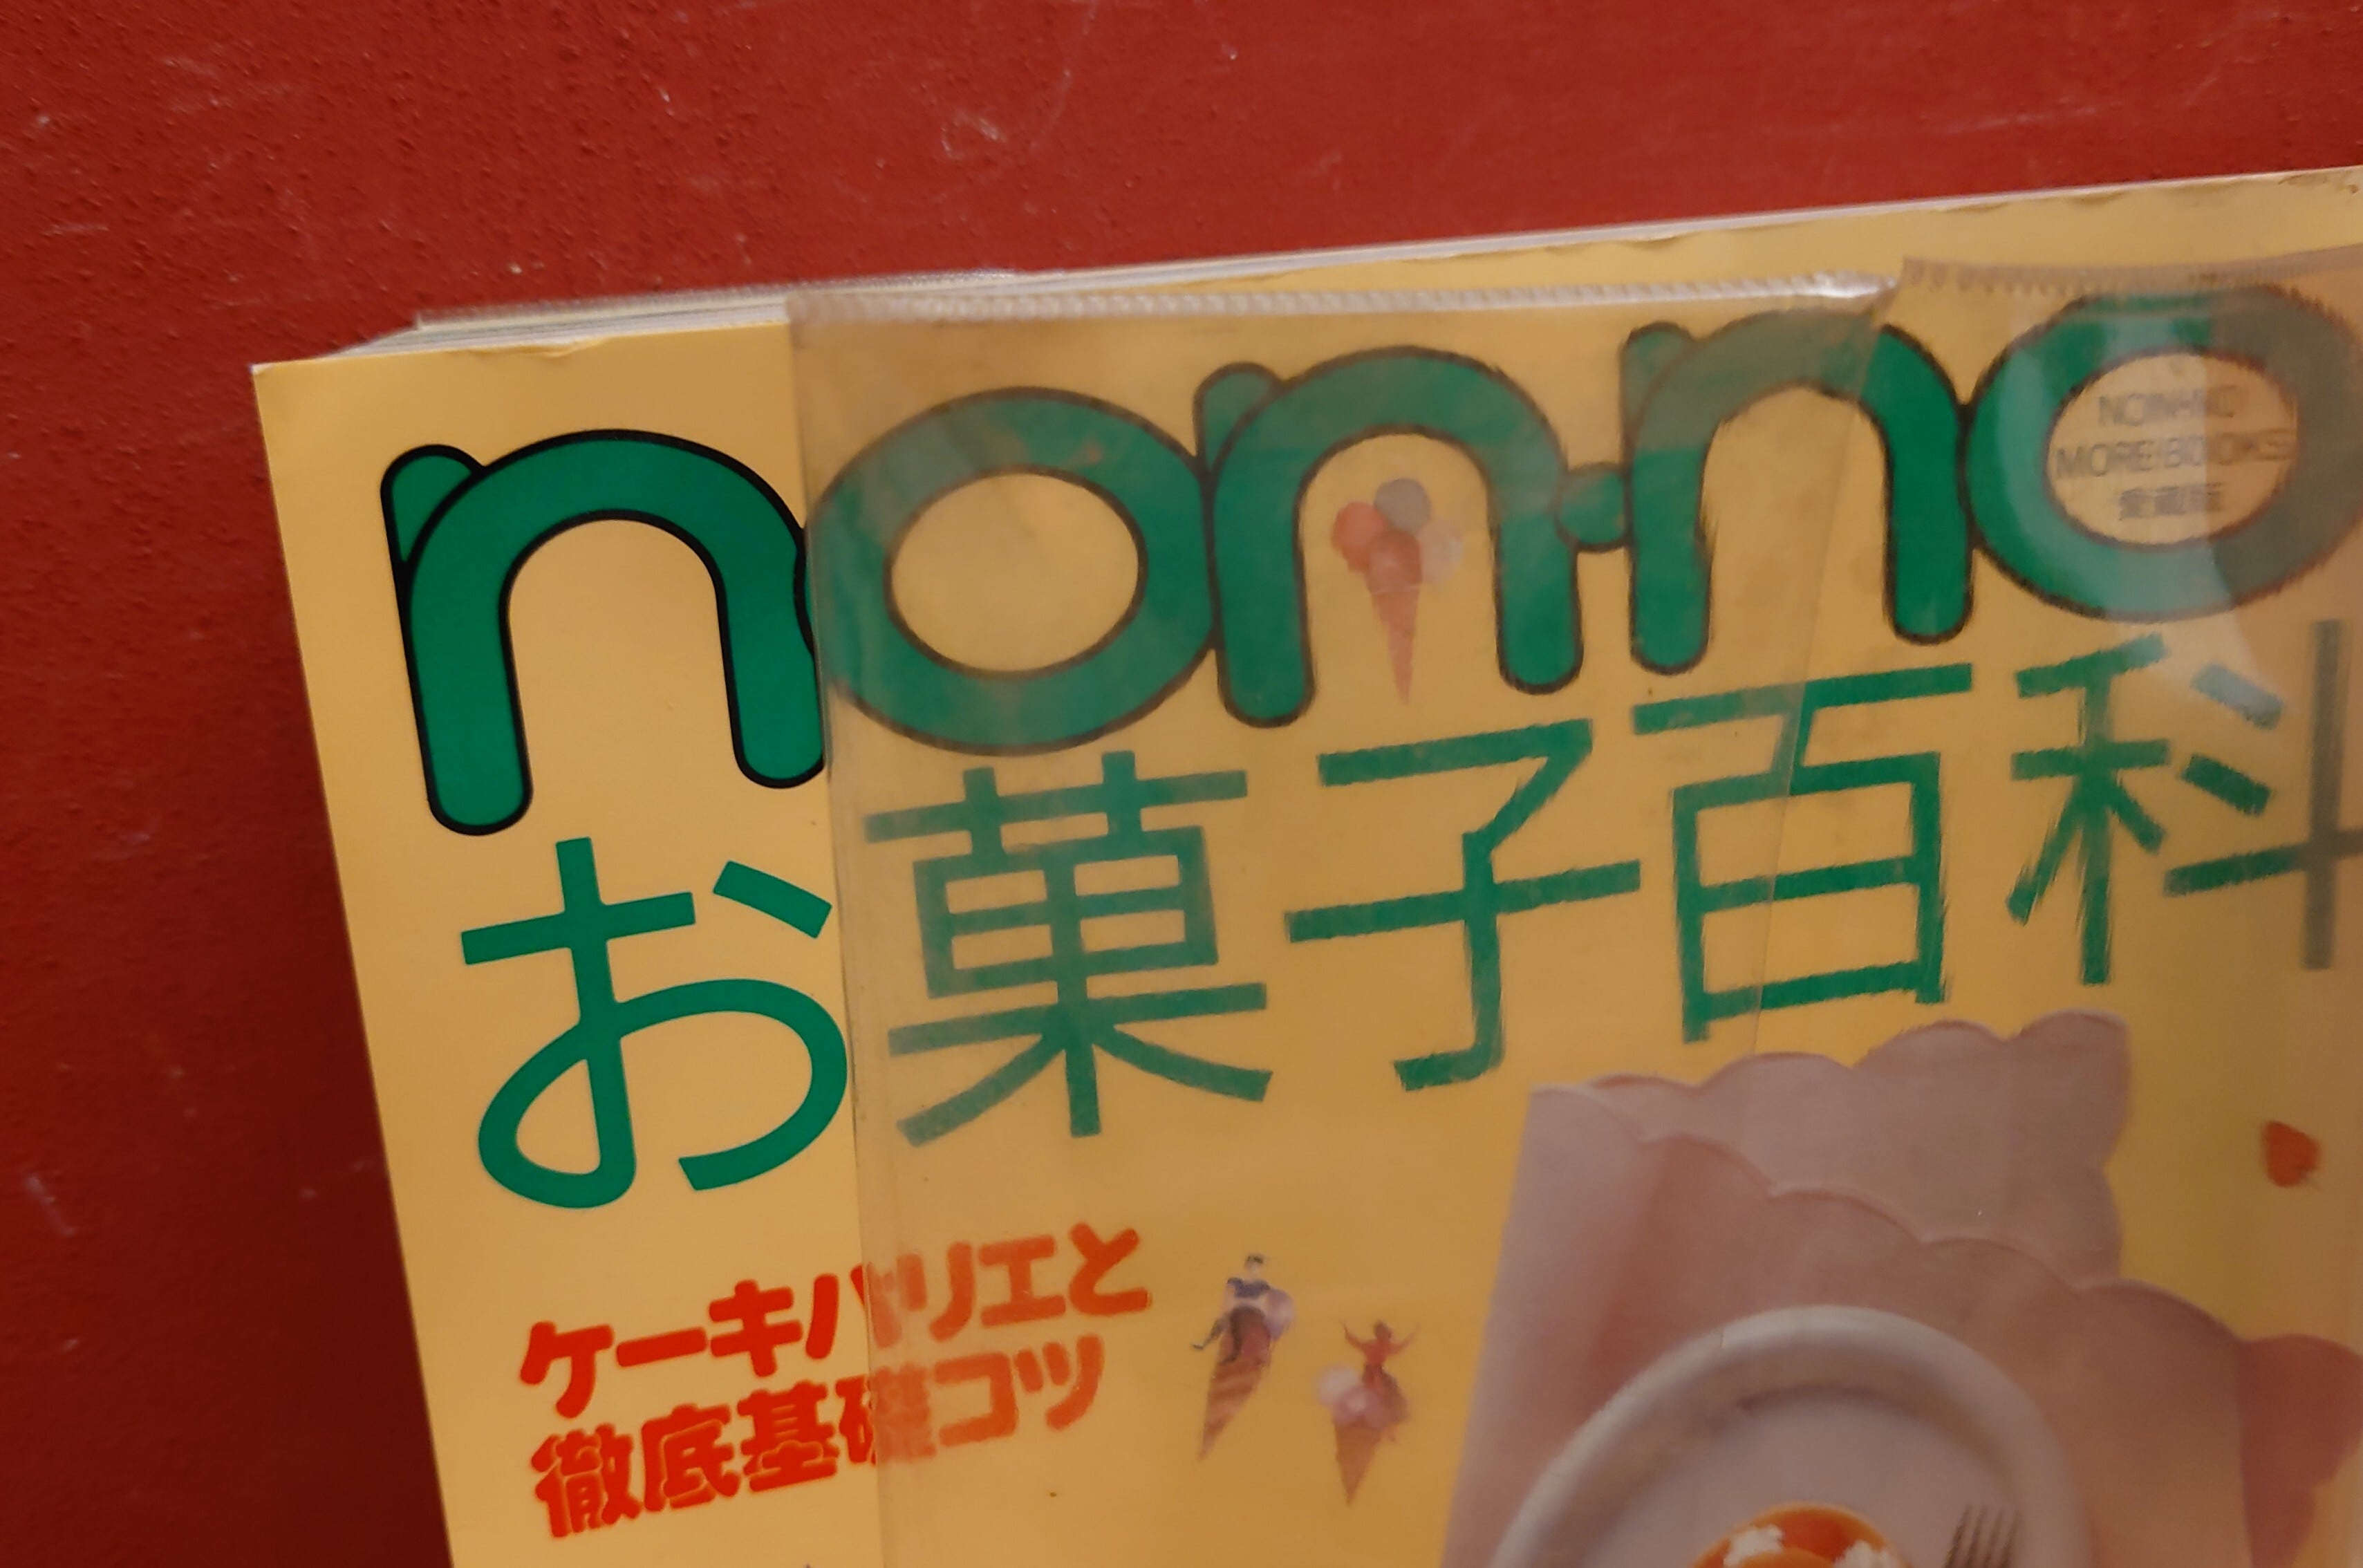 non·no
NON-NO
MORE BOOKS
愛蔵版
お菓子百科
ケーキバリエと
徹底基礎コツ